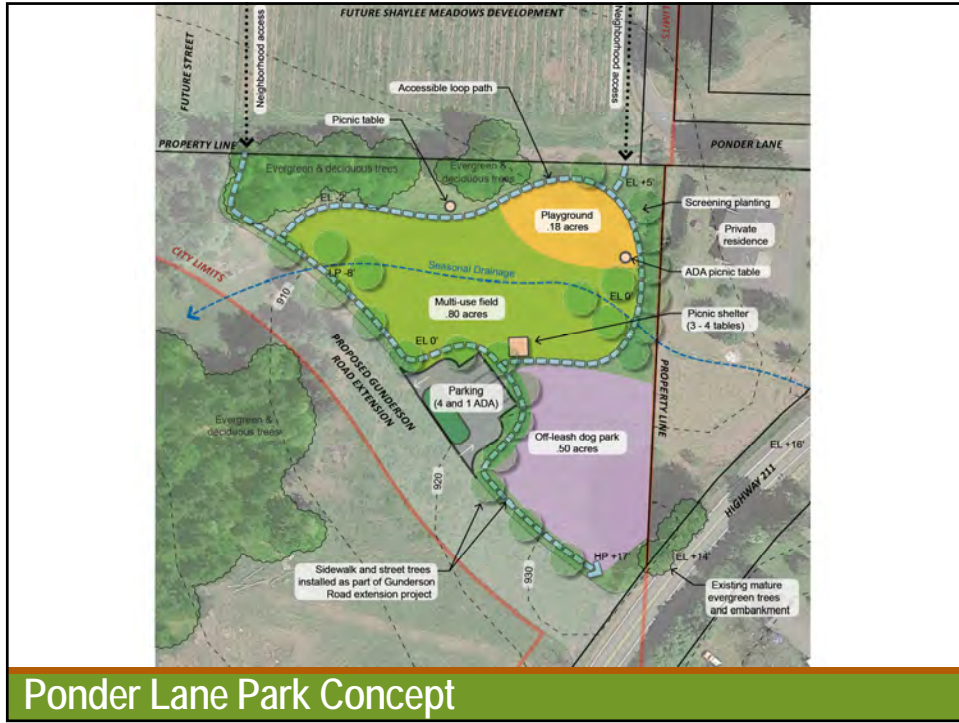 FUTURE SHAYLEE MEADOWS DEVELOPMENT
FUTURE STREET
Neighborhood access
Neighborhood access
LIMITS
Accessible loop path
Picnic table
PROPERTY LINE
PONDER LANE
Evergreen & deciduous trees
Evergreen &
deciduous trees
EL +5'
EL -2'
Playground
.18 acres
Screening planting
Private
residence
CITY LIMITS
LP -8'
Seasonal Drainage
ADA picnic table
910
Multi-use field
.80 acres
EL 0'
Picnic shelter
(3 - 4 tables)
EL 0'
PROPOSED GUNDERSON
ROAD EXTENSION
Parking
(4 and 1 ADA)
PROPERTY LINE
Evergreen &
deciduous trees
Off-leash dog park
.50 acres
EL +16'
920
HIGHWAY 211
HP +17'
EL +14'
Sidewalk and street trees
installed as part of Gunderson
Road extension project
930
Existing mature
evergreen trees
and embankment
Ponder Lane Park Concept